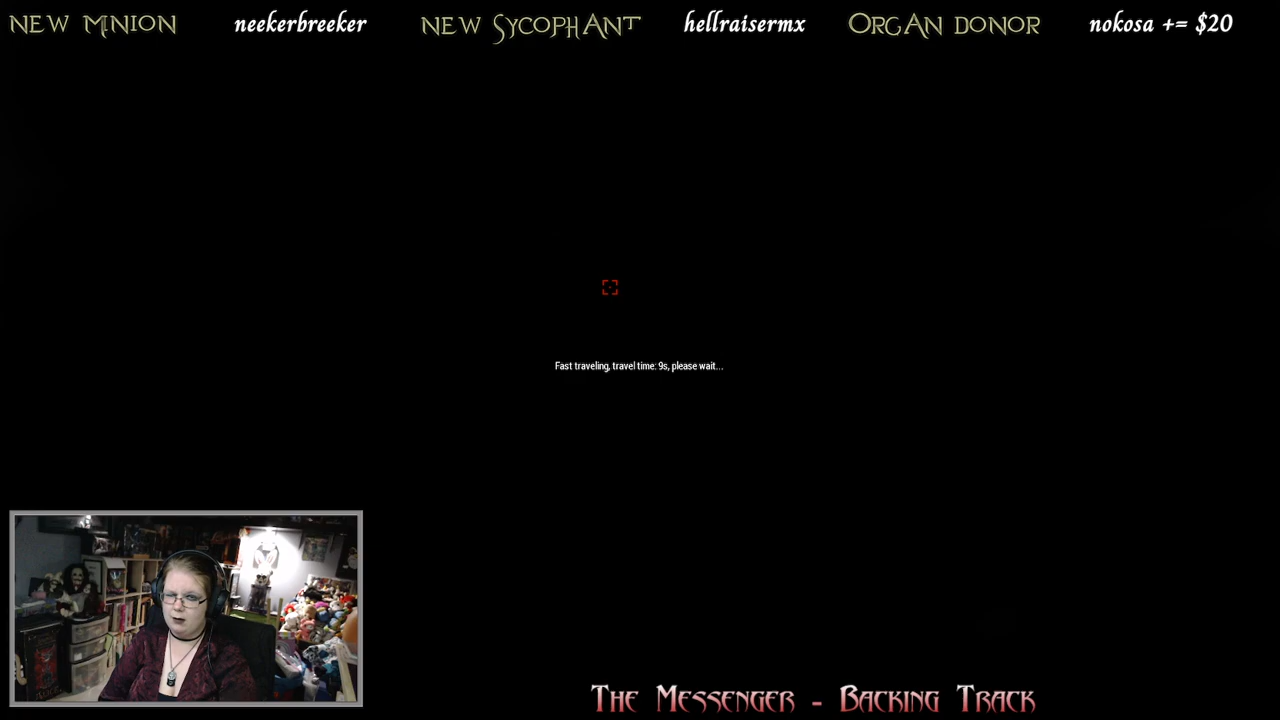 NEW MINION neekerbreeker NEW SYCOPHANT hellraisermx ORGAN DONOR nokosa += $20
Fast traveling, travel time: 9s, please wait...
THE MESSENGER - BACKING TRACK